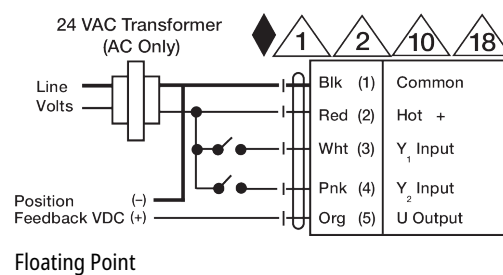 24 VAC Transformer
(AC Only)
1 2 10 18
Line
Volts
Blk (1) Common
Red (2) Hot +
Wht (3) Y1 Input
Pnk (4) Y2 Input
Position (–)
Feedback VDC (+)
Org (5) U Output
Floating Point